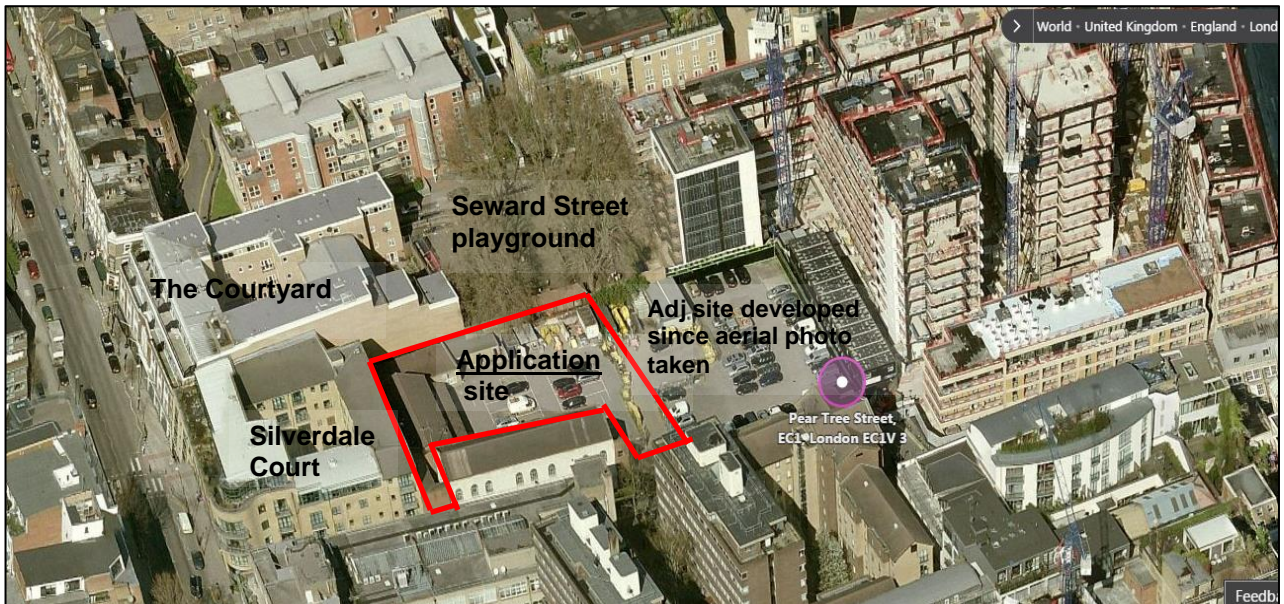 World · United Kingdom · England · Lond
Seward Street
playground
The Courtyard
Adj site developed
since aerial photo
taken
Application
site
Pear Tree Street,
EC1, London EC1V 3
Silverdale
Court
Feedba